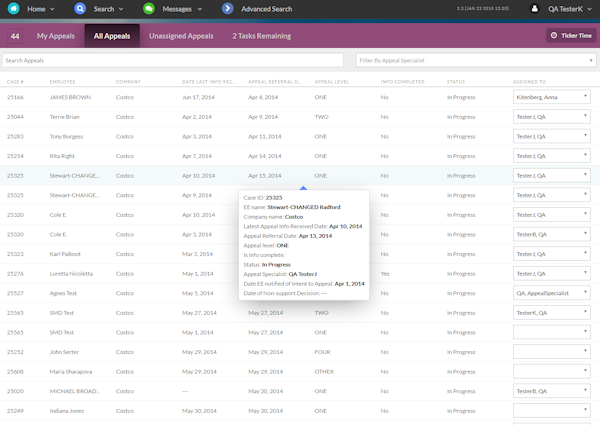 Home Search Messages Advanced Search 2.3 [JAN 22 2015 13:20] QA TesterK
44 My Appeals All Appeals Unassigned Appeals 2 Tasks Remaining Ticker Time
Search Appeals Filter By Appeal Specialist
CASE # EMPLOYEE COMPANY DATE LAST INFO REC... APPEAL REFERRAL D... APPEAL LEVEL INFO COMPLETED STATUS ASSIGNED TO
25166 JAMES BROWN Costco Jun 17, 2014 Apr 4, 2014 ONE No In Progress Kitenberg, Anna
25044 Terrie Brian Costco Apr 2, 2014 Apr 9, 2014 TWO No In Progress TesterJ, QA
25283 Tony Burgess Costco Apr 3, 2014 Apr 11, 2014 ONE No In Progress TesterJ, QA
25254 Rita Right Costco Apr 7, 2014 Apr 14, 2014 ONE No In Progress TesterJ, QA
25325 Stewart-CHANGED... Costco Apr 10, 2014 Apr 15, 2014 ONE No In Progress TesterJ, QA
25325 Stewart-CHANGE... Costco Apr 9, 2014 No In Progress TesterJ, QA
25320 Cole E. Costco Apr 10, 2014 No In Progress TesterJ, QA
25320 Cole E. Costco Apr 3, 2014 No In Progress TesterB, QA
25323 Karl Palknot Costco Mar 3, 2014 No In Progress TesterJ, QA
25276 Loretta Nicoletta Costco May 1, 2014 Yes In Progress TesterJ, QA
25527 Agnes Test Costco May 5, 2014 No In Progress QA, AppealSpecialist
25565 SMD Test Costco May 27, 2014 May 27, 2014 TWO No In Progress TesterK, QA
25565 SMD Test Costco May 1, 2014 May 27, 2014 ONE No In Progress
25252 John Serter Costco May 29, 2014 May 29, 2014 FOUR No In Progress
25608 Maria Sharapova Costco May 29, 2014 May 29, 2014 OTHER No In Progress
25020 MICHAEL BROAD... Costco --- May 30, 2014 ONE No In Progress TesterB, QA
25249 Indiana Jones Costco May 30, 2014 May 30, 2014 ONE No In Progress
Case ID: 25325
EE name: Stewart-CHANGED Radford
Company name: Costco
Latest Appeal Info Received Date: Apr 10, 2014
Appeal Referral Date: Apr 15, 2014
Appeal level: ONE
Is Info complete:
Status: In Progress
Appeal Specialist: QA TesterJ
Date EE notified of Intent to Appeal: Apr 1, 2014
Date of Non-support Decision: ---